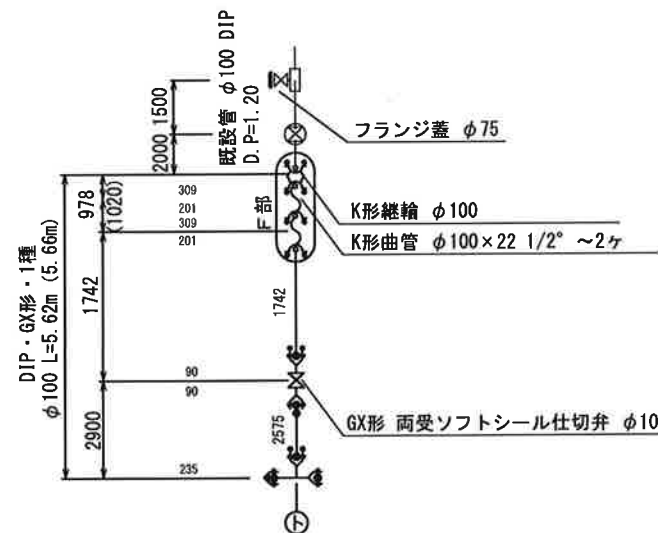 1500
2000
既設管 φ100 DIP
D.P=1.20
フランジ蓋 φ75
978
(1020)
309
201
309
201
F部
K形継輪 φ100
K形曲管 φ100×22 1/2° ～2ヶ
DIP・GX形・1種
φ100 L=5.62m (5.66m)
1742
1742
90
90
GX形 両受ソフトシール仕切弁 φ10
2900
2575
235
ト